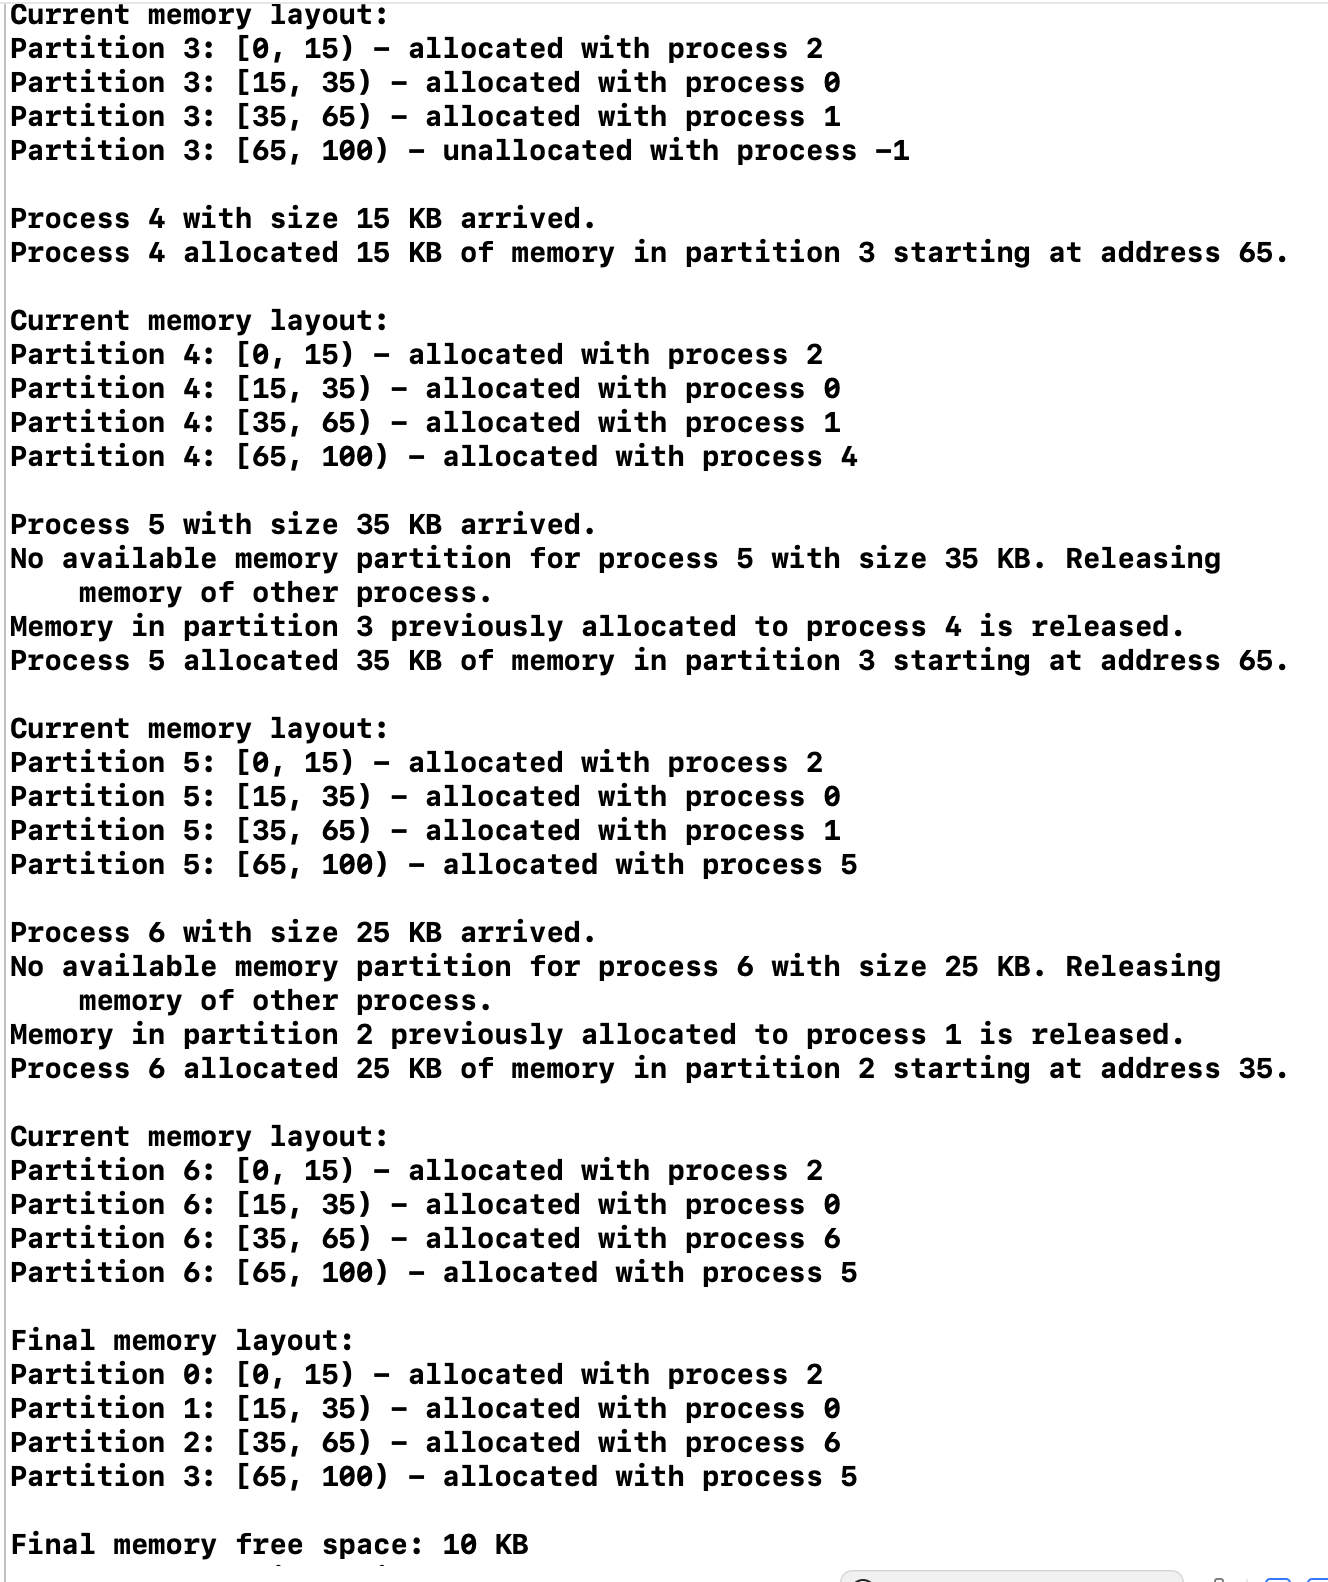 Current memory layout:
Partition 3: [0, 15) – allocated with process 2
Partition 3: [15, 35) – allocated with process 0
Partition 3: [35, 65) – allocated with process 1
Partition 3: [65, 100) – unallocated with process –1
Process 4 with size 15 KB arrived.
Process 4 allocated 15 KB of memory in partition 3 starting at address 65.
Current memory layout:
Partition 4: [0, 15) – allocated with process 2
Partition 4: [15, 35) – allocated with process 0
Partition 4: [35, 65) – allocated with process 1
Partition 4: [65, 100) – allocated with process 4
Process 5 with size 35 KB arrived.
No available memory partition for process 5 with size 35 KB. Releasing
memory of other process.
Memory in partition 3 previously allocated to process 4 is released.
Process 5 allocated 35 KB of memory in partition 3 starting at address 65.
Current memory layout:
Partition 5: [0, 15) – allocated with process 2
Partition 5: [15, 35) – allocated with process 0
Partition 5: [35, 65) – allocated with process 1
Partition 5: [65, 100) – allocated with process 5
Process 6 with size 25 KB arrived.
No available memory partition for process 6 with size 25 KB. Releasing
memory of other process.
Memory in partition 2 previously allocated to process 1 is released.
Process 6 allocated 25 KB of memory in partition 2 starting at address 35.
Current memory layout:
Partition 6: [0, 15) – allocated with process 2
Partition 6: [15, 35) – allocated with process 0
Partition 6: [35, 65) – allocated with process 6
Partition 6: [65, 100) – allocated with process 5
Final memory layout:
Partition 0: [0, 15) – allocated with process 2
Partition 1: [15, 35) – allocated with process 0
Partition 2: [35, 65) – allocated with process 6
Partition 3: [65, 100) – allocated with process 5
Final memory free space: 10 KB